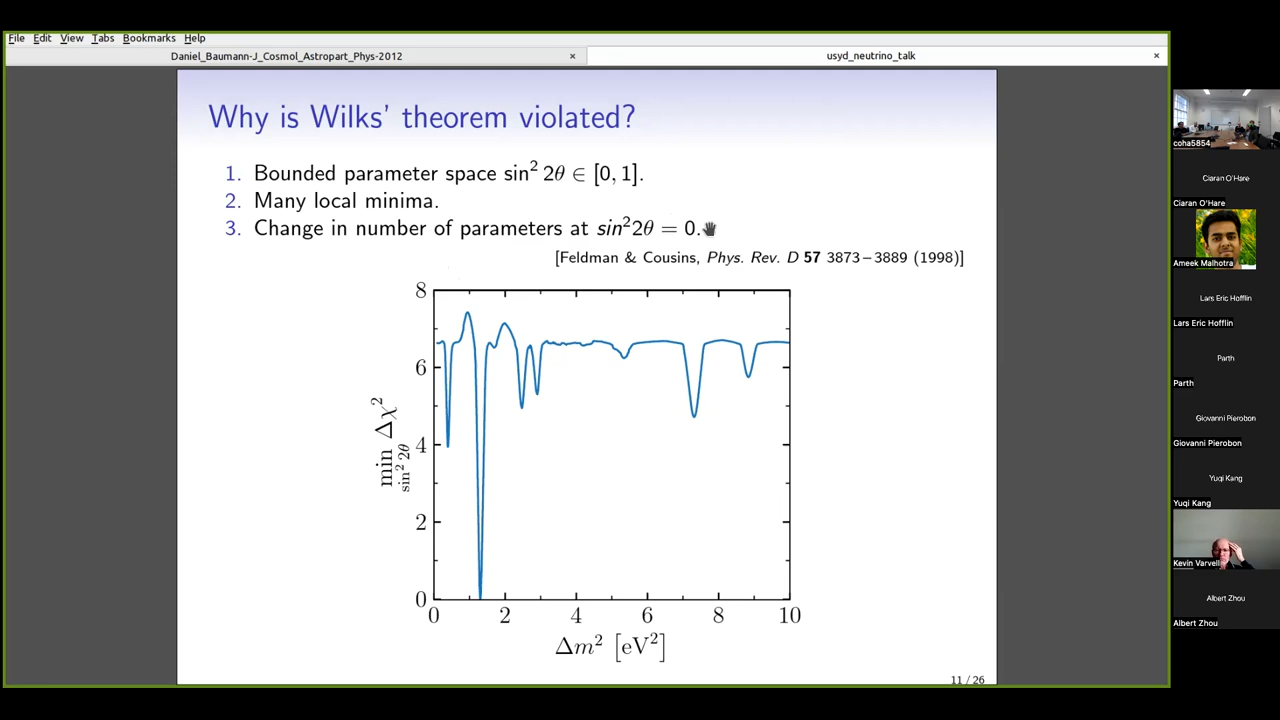 File Edit View Tabs Bookmarks Help
Daniel_Baumann-J_Cosmol_Astropart_Phys-2012 × usyd_neutrino_talk ×
Why is Wilks' theorem violated?
1. Bounded parameter space sin² 2θ ∈ [0, 1].
2. Many local minima.
3. Change in number of parameters at sin²2θ = 0.
[Feldman & Cousins, Phys. Rev. D 57 3873–3889 (1998)]
8
6
4
2
0
min Δχ²
sin² 2θ
0 2 4 6 8 10
Δm² [eV²]
11 / 26
coha5854
Ciaran O'Hare
Ciaran O'Hare
Ameek Malhotra
Lars Eric Hofflin
Lars Eric Hofflin
Parth
Parth
Giovanni Pierobon
Giovanni Pierobon
Yuqi Kang
Yuqi Kang
Kevin Varvell
Albert Zhou
Albert Zhou